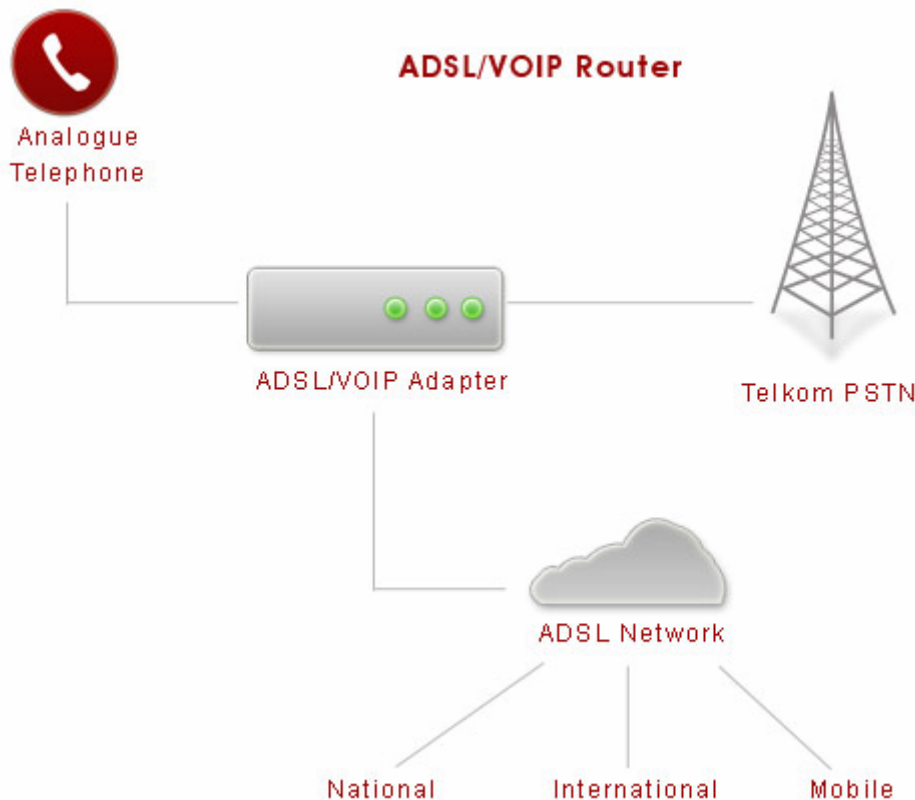 ADSL/VOIP Router
Analogue
Telephone
ADSL/VOIP Adapter
Telkom PSTN
ADSL Network
National
International
Mobile